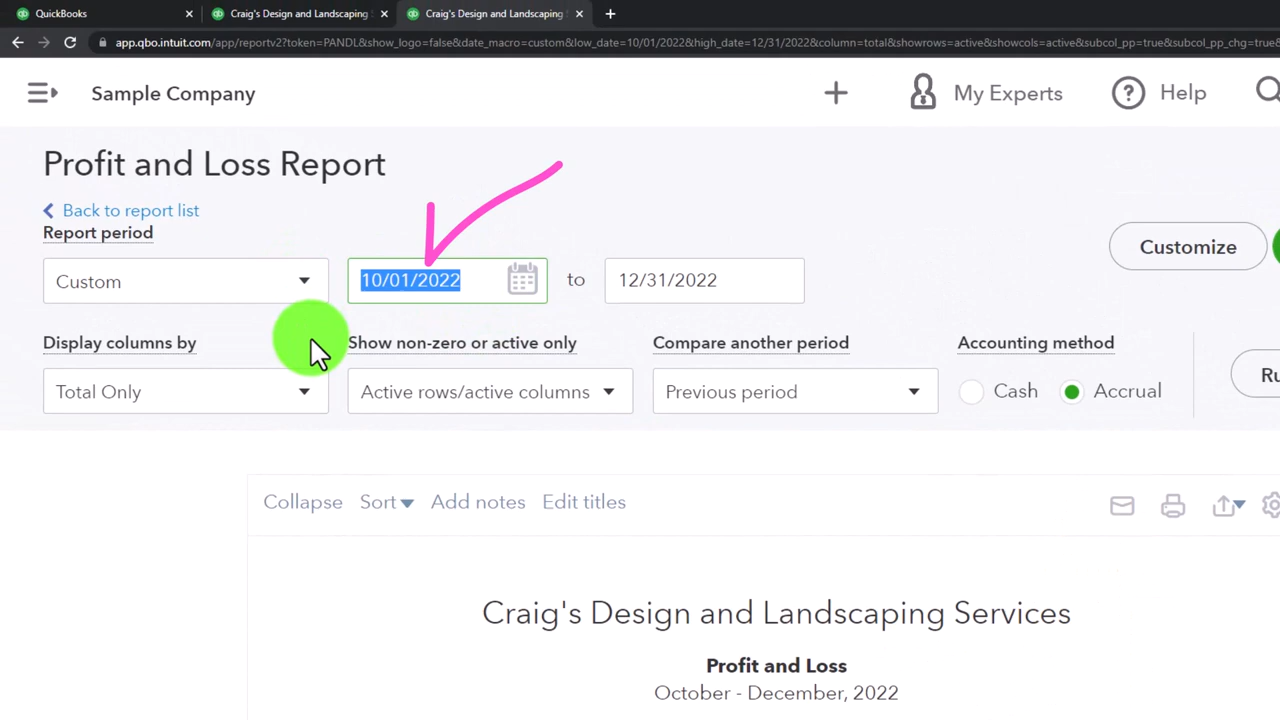 QuickBooks
Craig's Design and Landscaping
Craig's Design and Landscaping
app.qbo.intuit.com/app/reportv2?token=PANDL&show_logo=false&date_macro=custom&low_date=10/01/2022&high_date=12/31/2022&column=total&showrows=active&showcols=active&subcol_pp=true&subcol_pp_chg=true&
Sample Company
My Experts
Help
Profit and Loss Report
Back to report list
Report period
Customize
Custom
10/01/2022
to
12/31/2022
Display columns by
Show non-zero or active only
Compare another period
Accounting method
Total Only
Active rows/active columns
Previous period
Cash
Accrual
Ru
Collapse
Sort
Add notes
Edit titles
Craig's Design and Landscaping Services
Profit and Loss
October - December, 2022